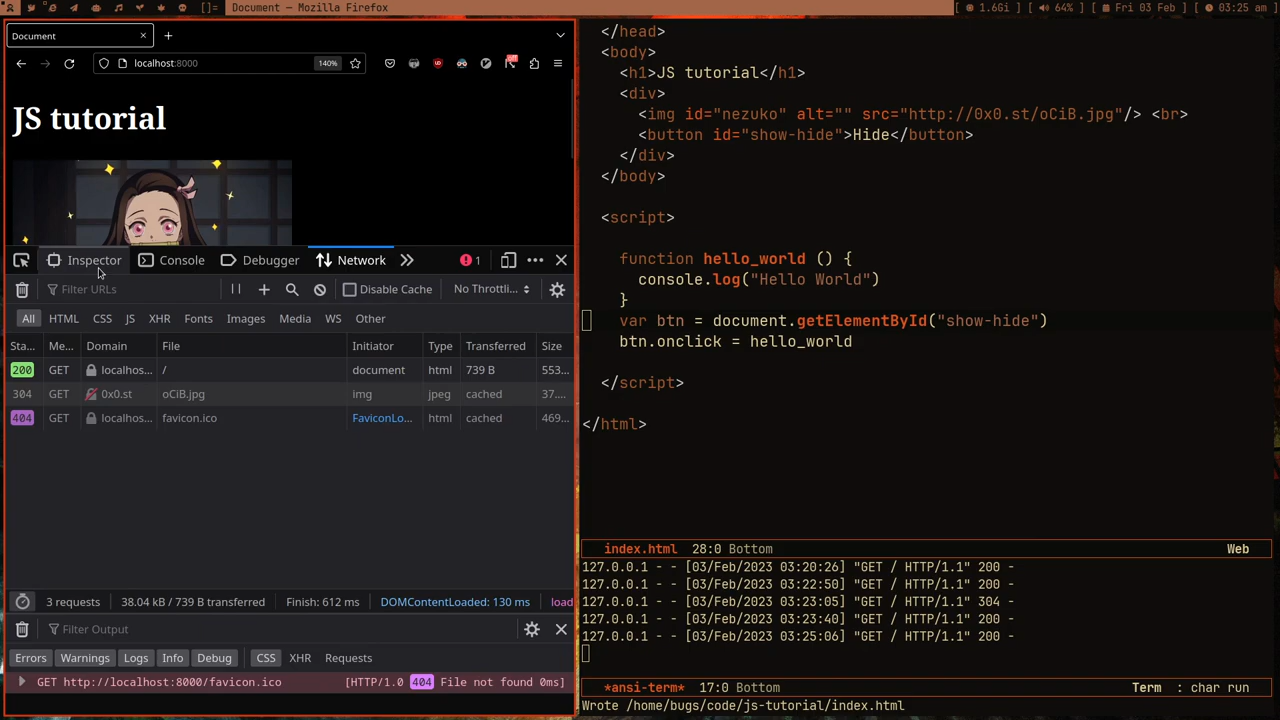 []=
Document — Mozilla Firefox
[ 1.6Gi ] [ 64% ] [ Fri 03 Feb ] [ 03:25 am ]
Document
localhost:8000
140%
off
JS tutorial
Inspector
Console
Debugger
Network
1
Filter URLs
Disable Cache
No Throttli...
All
HTML
CSS
JS
XHR
Fonts
Images
Media
WS
Other
Sta... Me... Domain File Initiator Type Transferred Size
200 GET localhos... / document html 739 B 553...
304 GET 0x0.st oCiB.jpg img jpeg cached 37....
404 GET localhos... favicon.ico FaviconLo... html cached 469...
3 requests
38.04 kB / 739 B transferred
Finish: 612 ms
DOMContentLoaded: 130 ms
load
Filter Output
Errors
Warnings
Logs
Info
Debug
CSS
XHR
Requests
GET http://localhost:8000/favicon.ico [HTTP/1.0 404 File not found 0ms]
</head>
<body>
<h1>JS tutorial</h1>
<div>
<img id="nezuko" alt="" src="http://0x0.st/oCiB.jpg"/> <br>
<button id="show-hide">Hide</button>
</div>
</body>
<script>
function hello_world () {
console.log("Hello World")
}
var btn = document.getElementById("show-hide")
btn.onclick = hello_world
</script>
</html>
index.html 28:0 Bottom Web
127.0.0.1 - - [03/Feb/2023 03:20:26] "GET / HTTP/1.1" 200 -
127.0.0.1 - - [03/Feb/2023 03:22:50] "GET / HTTP/1.1" 200 -
127.0.0.1 - - [03/Feb/2023 03:23:05] "GET / HTTP/1.1" 304 -
127.0.0.1 - - [03/Feb/2023 03:23:40] "GET / HTTP/1.1" 200 -
127.0.0.1 - - [03/Feb/2023 03:25:06] "GET / HTTP/1.1" 200 -
*ansi-term* 17:0 Bottom Term : char run
Wrote /home/bugs/code/js-tutorial/index.html